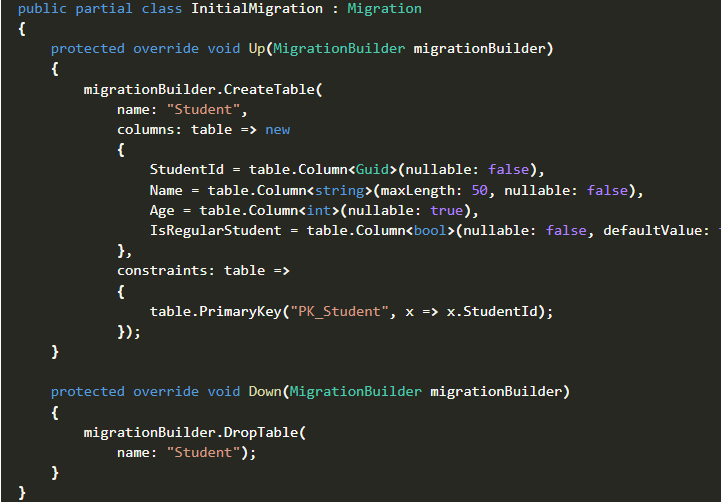 public partial class InitialMigration : Migration
{
    protected override void Up(MigrationBuilder migrationBuilder)
    {
        migrationBuilder.CreateTable(
            name: "Student",
            columns: table => new
            {
                StudentId = table.Column<Guid>(nullable: false),
                Name = table.Column<string>(maxLength: 50, nullable: false),
                Age = table.Column<int>(nullable: true),
                IsRegularStudent = table.Column<bool>(nullable: false, defaultValue:
            },
            constraints: table =>
            {
                table.PrimaryKey("PK_Student", x => x.StudentId);
            });
    }
    protected override void Down(MigrationBuilder migrationBuilder)
    {
        migrationBuilder.DropTable(
            name: "Student");
    }
}